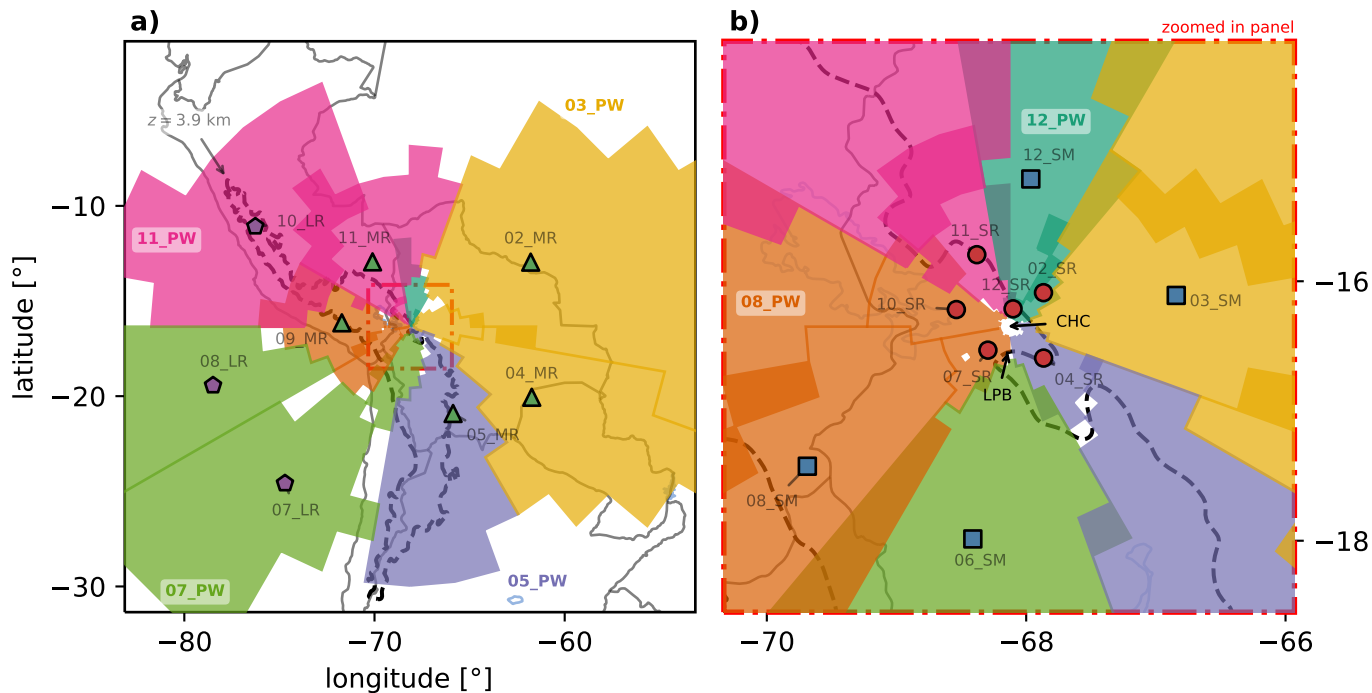 a)
b)
zoomed in panel
z = 3.9 km
03_PW
11_PW
10_LR
11_MR
02_MR
09_MR
08_LR
04_MR
05_MR
07_LR
07_PW
05_PW
−10
−20
−30
−80
−70
−60
latitude [°]
longitude [°]
12_PW
12_SM
11_SR
02_SR
12_SR
08_PW
10_SR
03_SM
CHC
07_SR
04_SR
LPB
08_SM
06_SM
−16
−18
−70
−68
−66